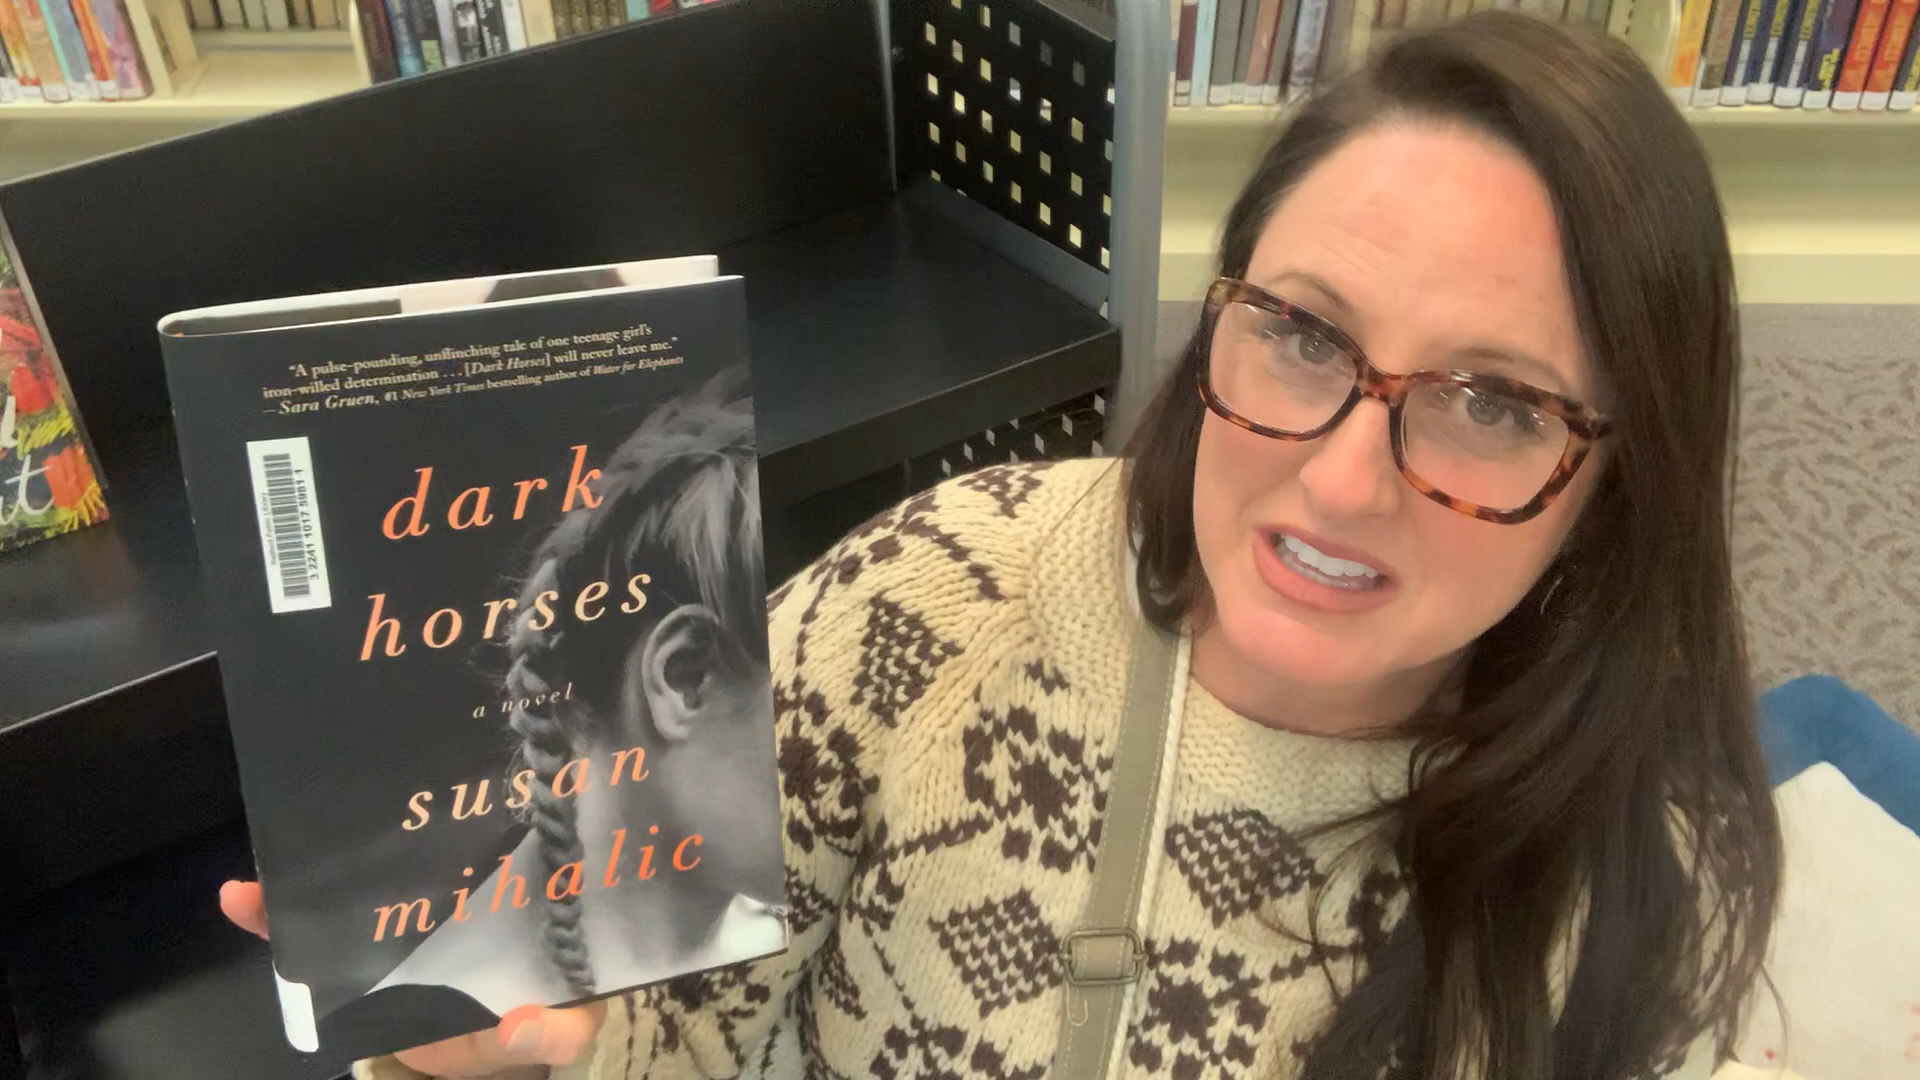 "A pulse-pounding, unflinching tale of one teenage girl's
iron-willed determination . . . [Dark Horses] will never leave me."
—Sara Gruen, #1 New York Times bestselling author of Water for Elephants
dark
horses
a novel
susan
mihalic
3 2241 1017 5981 1